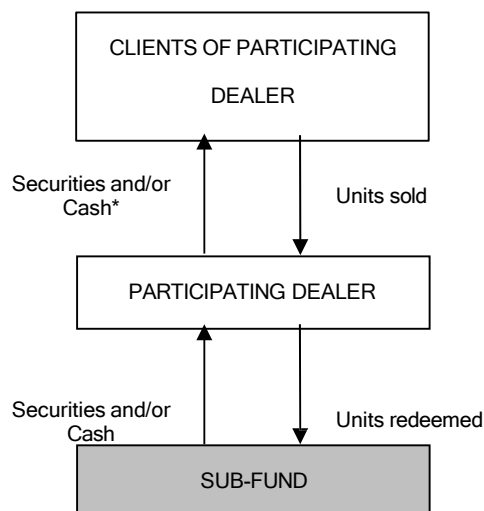 CLIENTS OF PARTICIPATING
DEALER
Securities and/or
Cash*
Units sold
PARTICIPATING DEALER
Securities and/or
Cash
Units redeemed
SUB-FUND